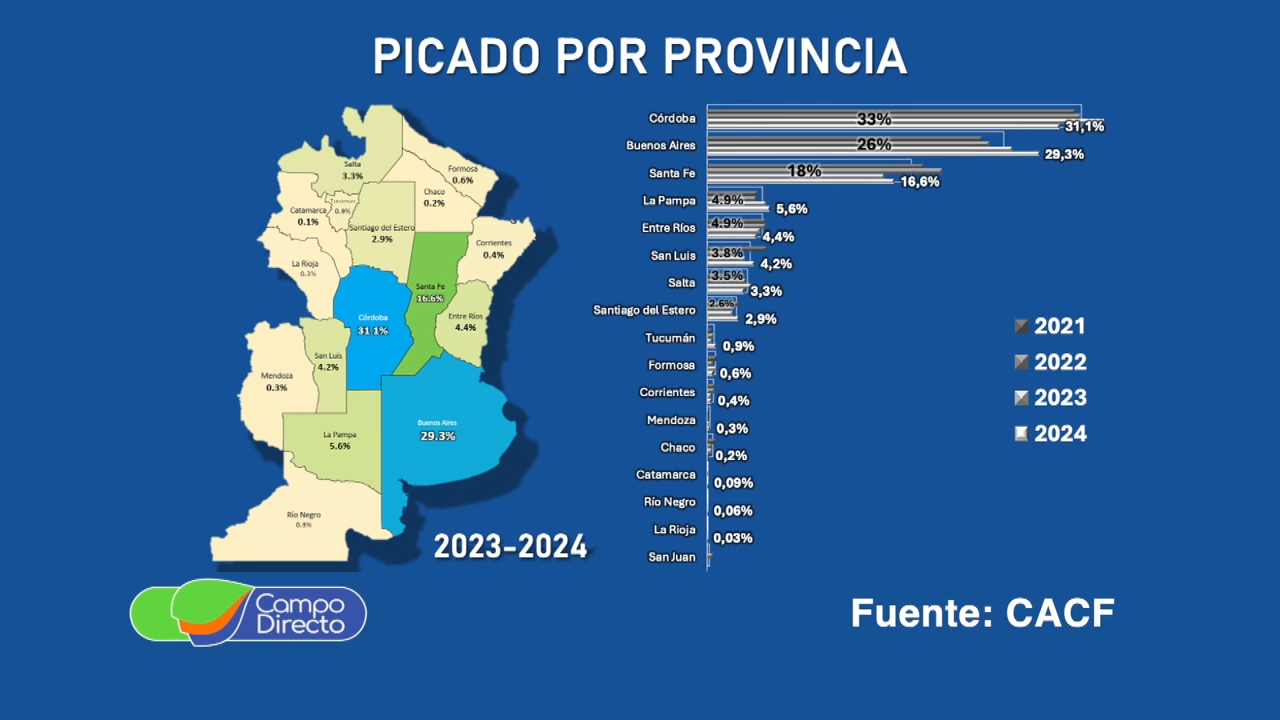 PICADO POR PROVINCIA
Salta
3.3%
Formosa
0.6%
Chaco
0.2%
Catamarca
0.1%
Tucumán
0.9%
Santiago del Estero
2.9%
Corrientes
0.4%
La Rioja
0.3%
Santa Fe
16.6%
Córdoba
31.1%
Entre Ríos
4.4%
San Luis
4.2%
Mendoza
0.3%
Buenos Aires
29.3%
La Pampa
5.6%
Río Negro
2023-2024
Córdoba 33% 31,1%
Buenos Aires 26% 29,3%
Santa Fe 18% 16,6%
La Pampa 4.9% 5,6%
Entre Ríos 4.9% 4,4%
San Luis 3.8% 4,2%
Salta 3.5% 3,3%
Santiago del Estero 2.6% 2,9%
Tucumán 0,9%
Formosa 0,6%
Corrientes 0,4%
Mendoza 0,3%
Chaco 0,2%
Catamarca 0,09%
Río Negro 0,06%
La Rioja 0,03%
San Juan
2021
2022
2023
2024
Campo
Directo
Fuente: CACF